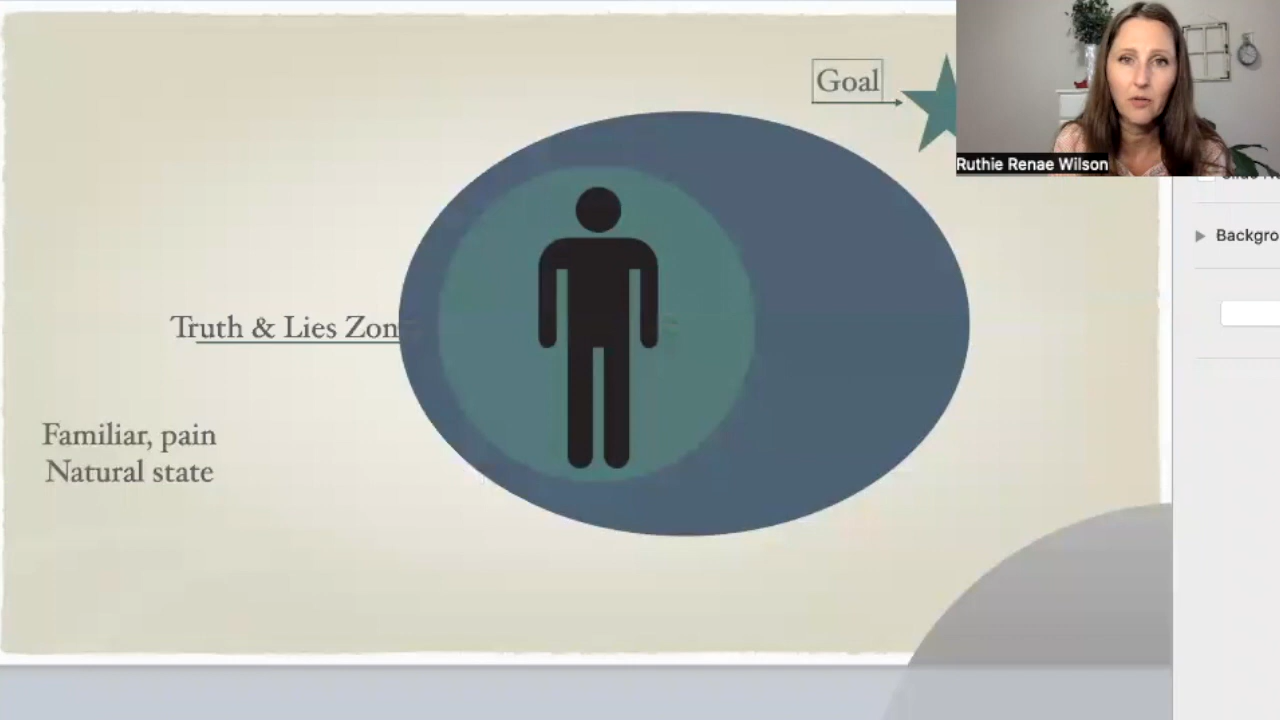 Goal
Ruthie Renae Wilson
Backgro
Truth & Lies Zon
Familiar, pain
Natural state